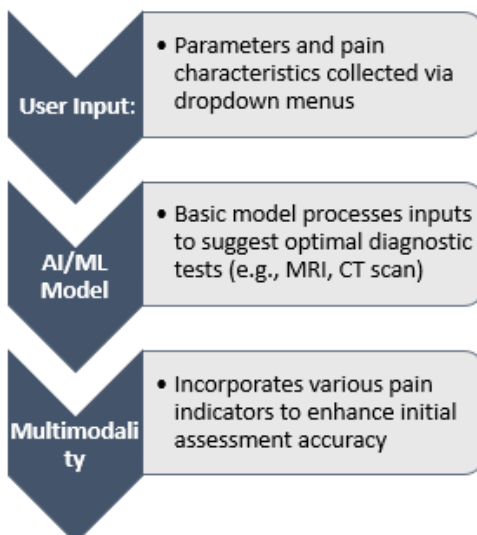 User Input:
• Parameters and pain
characteristics collected via
dropdown menus
AI/ML
Model
• Basic model processes inputs
to suggest optimal diagnostic
tests (e.g., MRI, CT scan)
Multimodali
ty
• Incorporates various pain
indicators to enhance initial
assessment accuracy